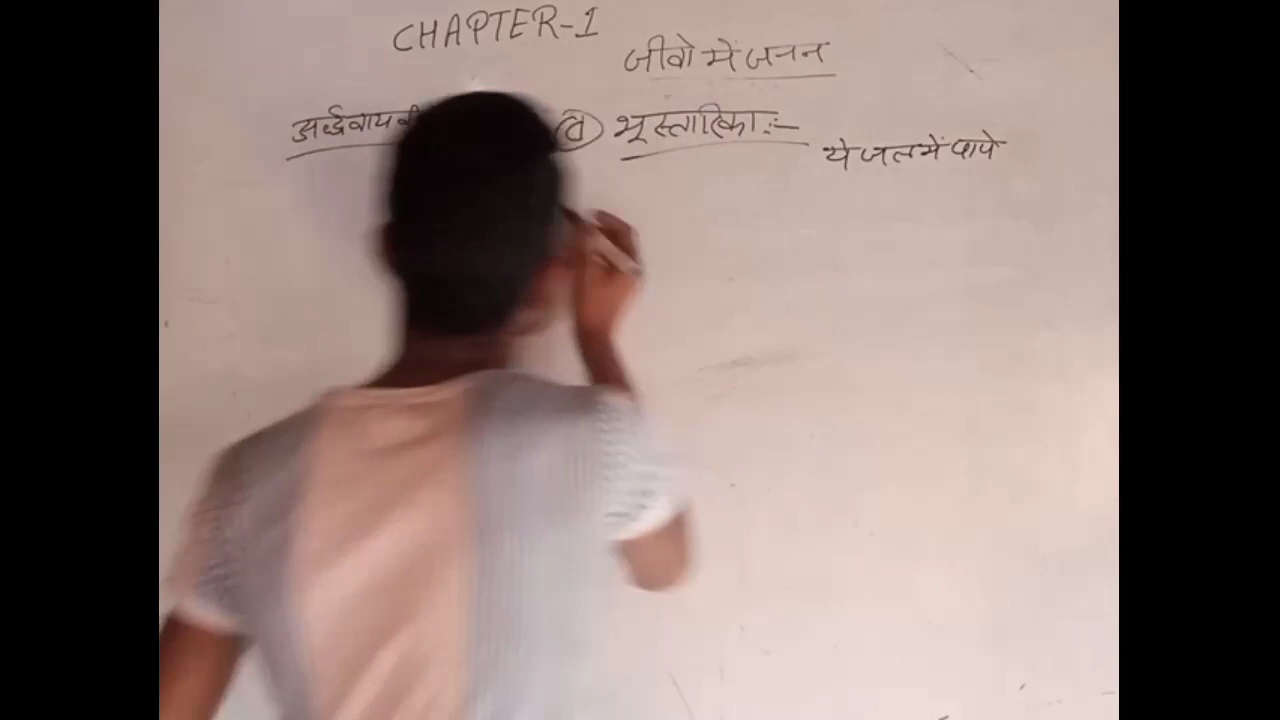 CHAPTER-1
जीवो में जनन
(d) भूस्तारिका:-
ये जल में पाये